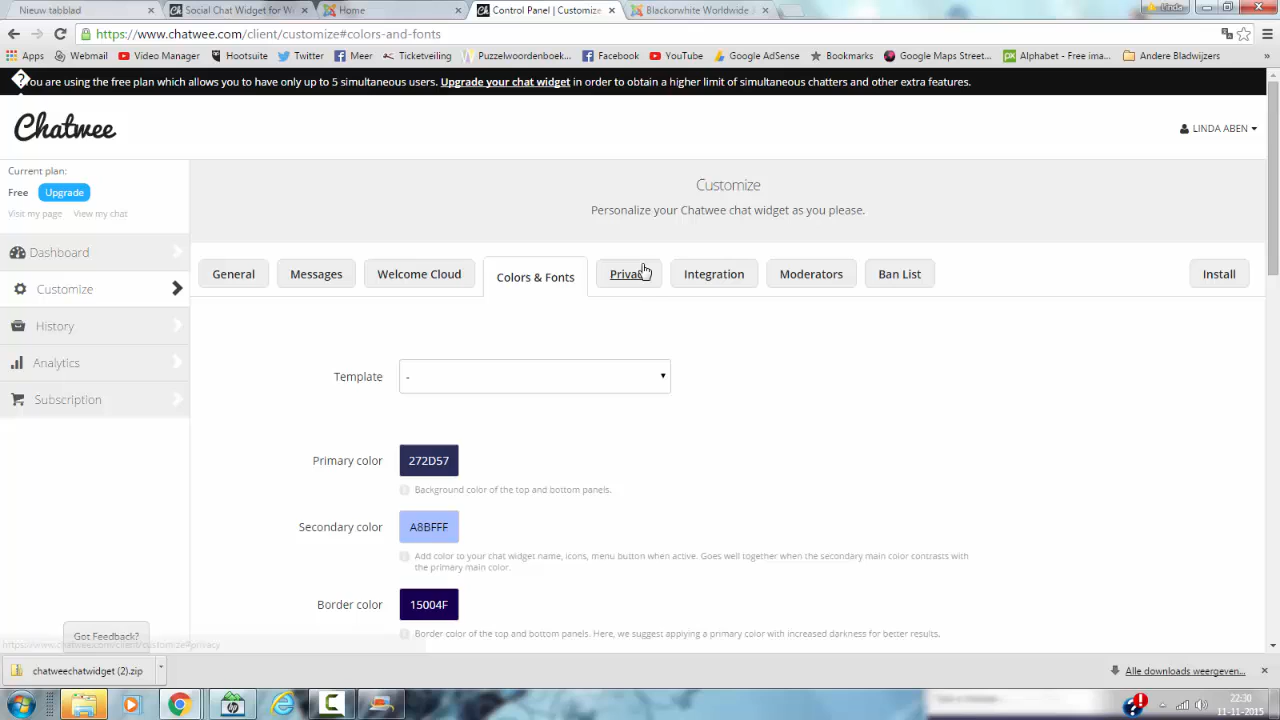 Nieuw tabblad
Social Chat Widget for W
Home
Control Panel | Customize
Blackorwhite Worldwide
Linda
https://www.chatwee.com/client/customize#colors-and-fonts
Apps
Webmail
Video Manager
Hootsuite
Twitter
Meer
Ticketveiling
Puzzelwoordenboek...
Facebook
YouTube
Google AdSense
Bookmarks
Google Maps Street...
Alphabet - Free ima...
Andere Bladwijzers
You are using the free plan which allows you to have only up to 5 simultaneous users. Upgrade your chat widget in order to obtain a higher limit of simultaneous chatters and other extra features.
Chatwee
LINDA ABEN
Current plan:
Free Upgrade
Visit my page View my chat
Dashboard
Customize
History
Analytics
Subscription
Customize
Personalize your Chatwee chat widget as you please.
General
Messages
Welcome Cloud
Colors & Fonts
Privacy
Integration
Moderators
Ban List
Install
Template -
Primary color 272D57
Background color of the top and bottom panels.
Secondary color A8BFFF
Add color to your chat widget name, icons, menu button when active. Goes well together when the secondary main color contrasts with
the primary main color.
Border color 15004F
Border color of the top and bottom panels. Here, we suggest applying a primary color with increased darkness for better results.
Got Feedback?
https://www.chatwee.com/client/customize#privacy
chatweechatwidget (2).zip
Alle downloads weergeven...
22:30
11-11-2015